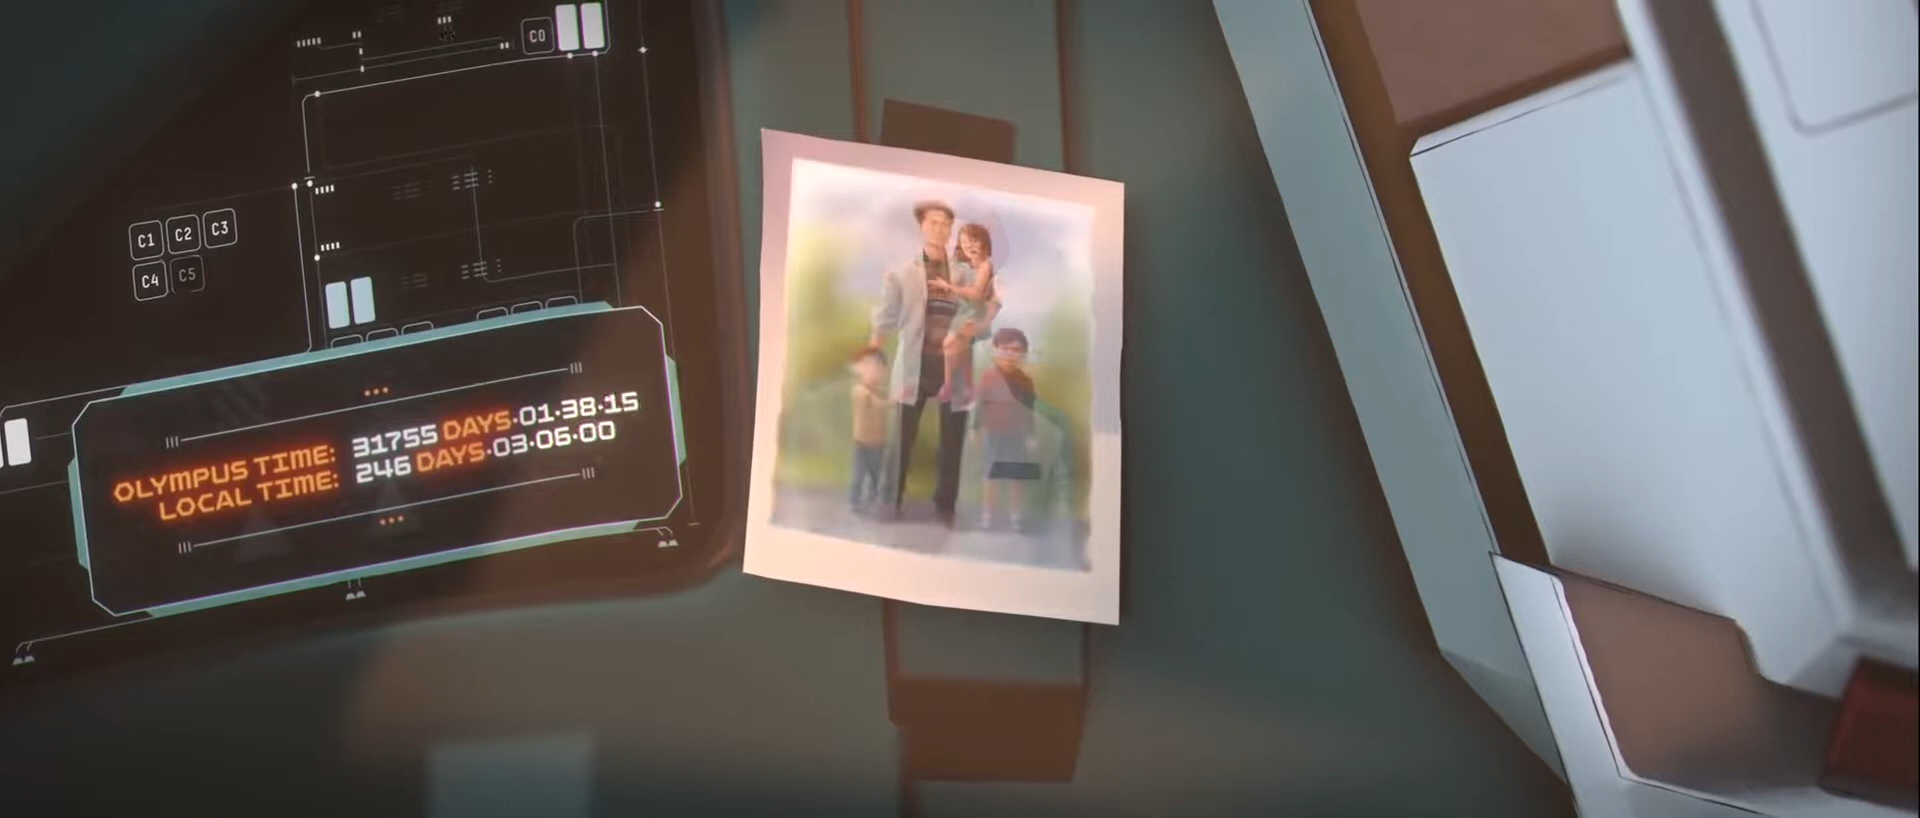 C0
C1 C2 C3
C4 C5
OLYMPUS TIME: 31755 DAYS·01·38·15
LOCAL TIME: 246 DAYS·03·06·00